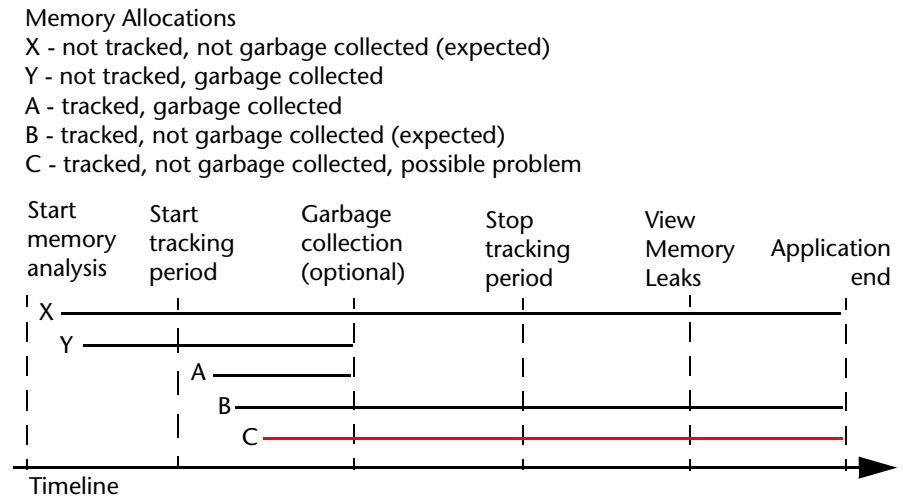 Memory Allocations
X - not tracked, not garbage collected (expected)
Y - not tracked, garbage collected
A - tracked, garbage collected
B - tracked, not garbage collected (expected)
C - tracked, not garbage collected, possible problem
Start
memory
analysis
Start
tracking
period
Garbage
collection
(optional)
Stop
tracking
period
View
Memory
Leaks
Application
end
X
Y
A
B
C
Timeline